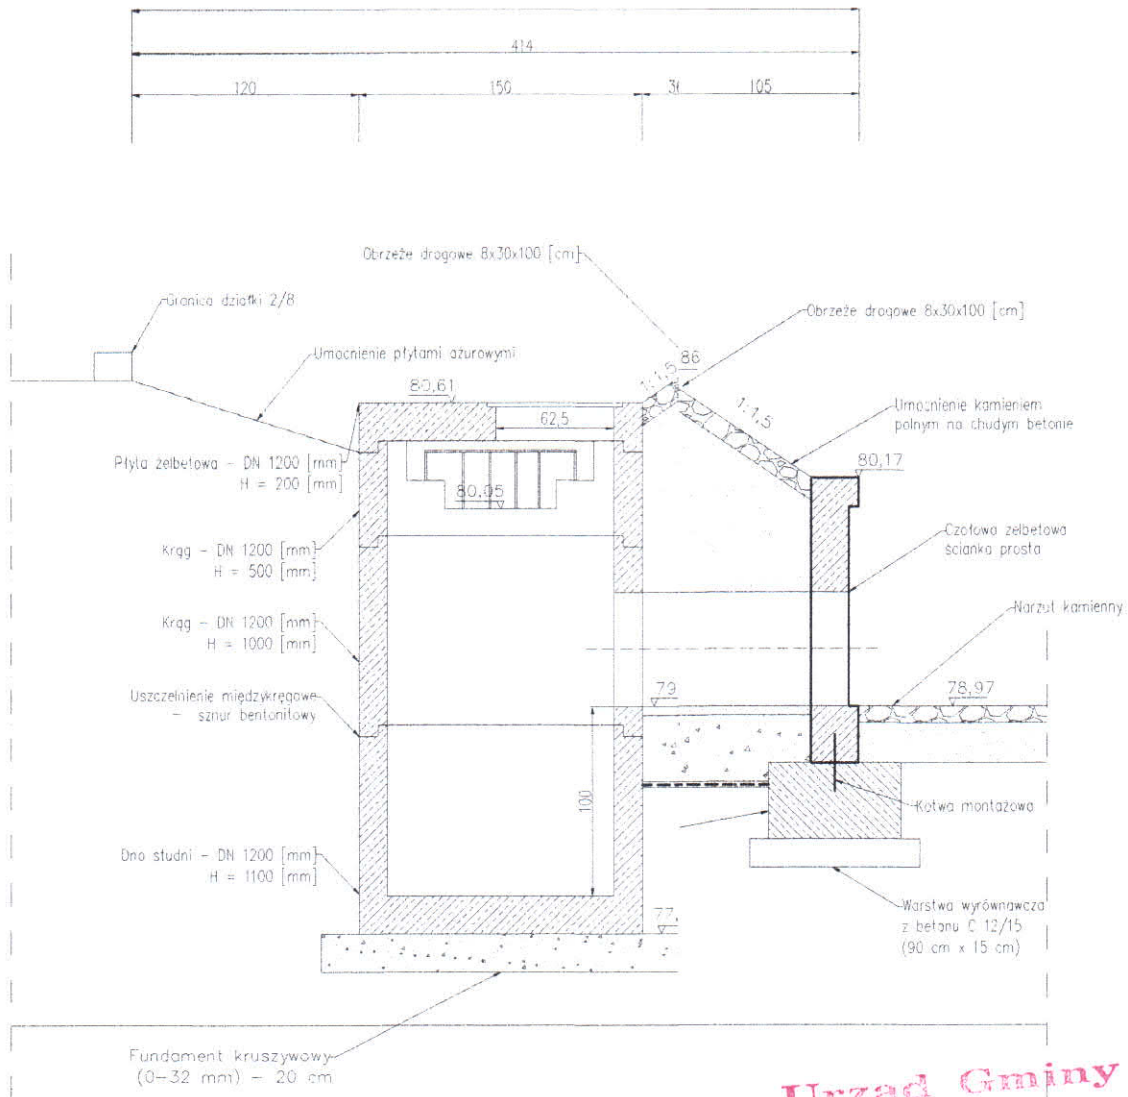 414
120 150 105
Obrzeże drogowe 8x30x100 [cm]
Granica działki 2/8
Obrzeże drogowe 8x30x100 [cm]
Umocnienie płytami ażurowymi
1:1,5 86
80,61
1:1,5
62,5
Umocnienie kamieniem
polnym na chudym betonie
Płyta żelbetowa - DN 1200 [mm]
H = 200 [mm]
80,17
80,05
Czołowa żelbetowa
ścianka prosta
Krąg - DN 1200 [mm]
H = 500 [mm]
Narzut kamienny
Krąg - DN 1200 [mm]
H = 1000 [mm]
Uszczelnienie międzykręgowe
- sznur bentonitowy
79
78,97
100
Kotwa montażowa
Dno studni - DN 1200 [mm]
H = 1100 [mm]
77,
Warstwa wyrównawcza
z betonu C 12/15
(90 cm x 15 cm)
Fundament kruszywowy
(0-32 mm) - 20 cm
Urząd Gminy